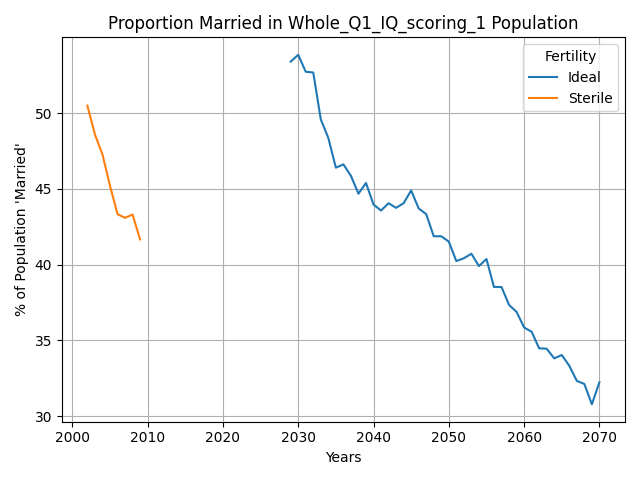 Proportion Married in Whole_Q1_IQ_scoring_1 Population
Fertility
Ideal
Sterile
% of Population 'Married'
50
45
40
35
30
2000 2010 2020 2030 2040 2050 2060 2070
Years